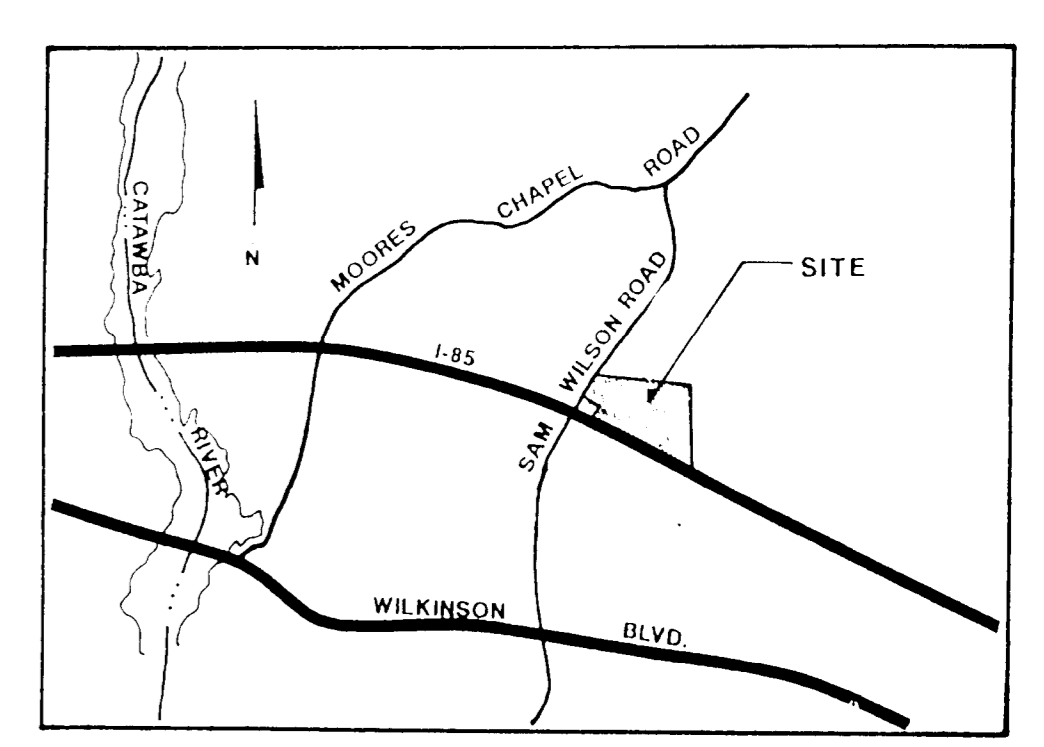 MOORES CHAPEL ROAD
CATAWBA RIVER
N
SITE
SAM WILSON ROAD
I-85
WILKINSON BLVD.